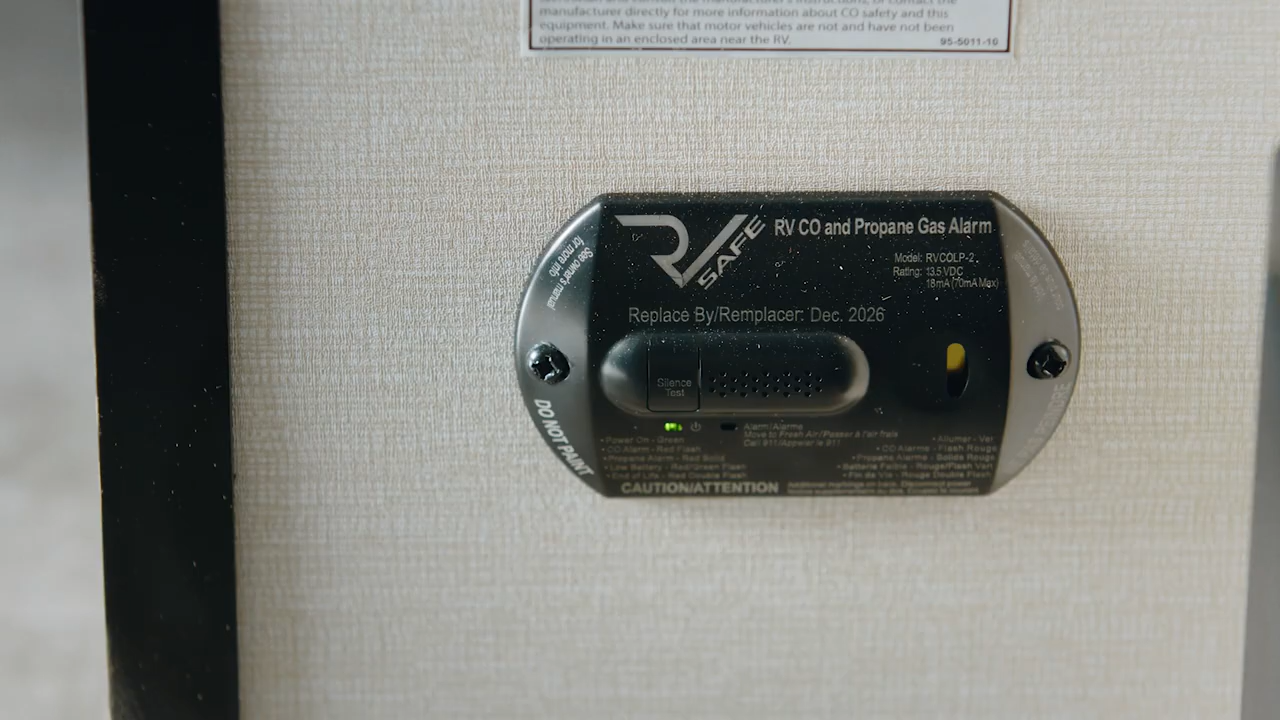 manufacturer directly for more information about CO safety and this
equipment. Make sure that motor vehicles are not and have not been
operating in an enclosed area near the RV.
95-5011-10
RV SAFE
RV CO and Propane Gas Alarm
Model: RVCOLP-2
Rating: 13.5 VDC
18mA (70mA Max)
See owner's manual
for more info
Replace By/Remplacer: Dec. 2026
Silence
Test
Alarm/Alarme
Move to Fresh Air/Passer à l'air frais
Call 911/Appeler le 911
•Power On - Green
•CO Alarm - Red Flash
•Propane Alarm - Red Solid
•Low Battery - Red/Green Flash
•End of Life - Red Double Flash
•Allumer - Ver
•CO Alarme - Flash Rouge
•Propane Alarme - Solide Rouge
•Batterie Faible - Rouge/Flash Vert
•Fin de Vie - Rouge Double Flash
DO NOT PAINT
CAUTION/ATTENTION